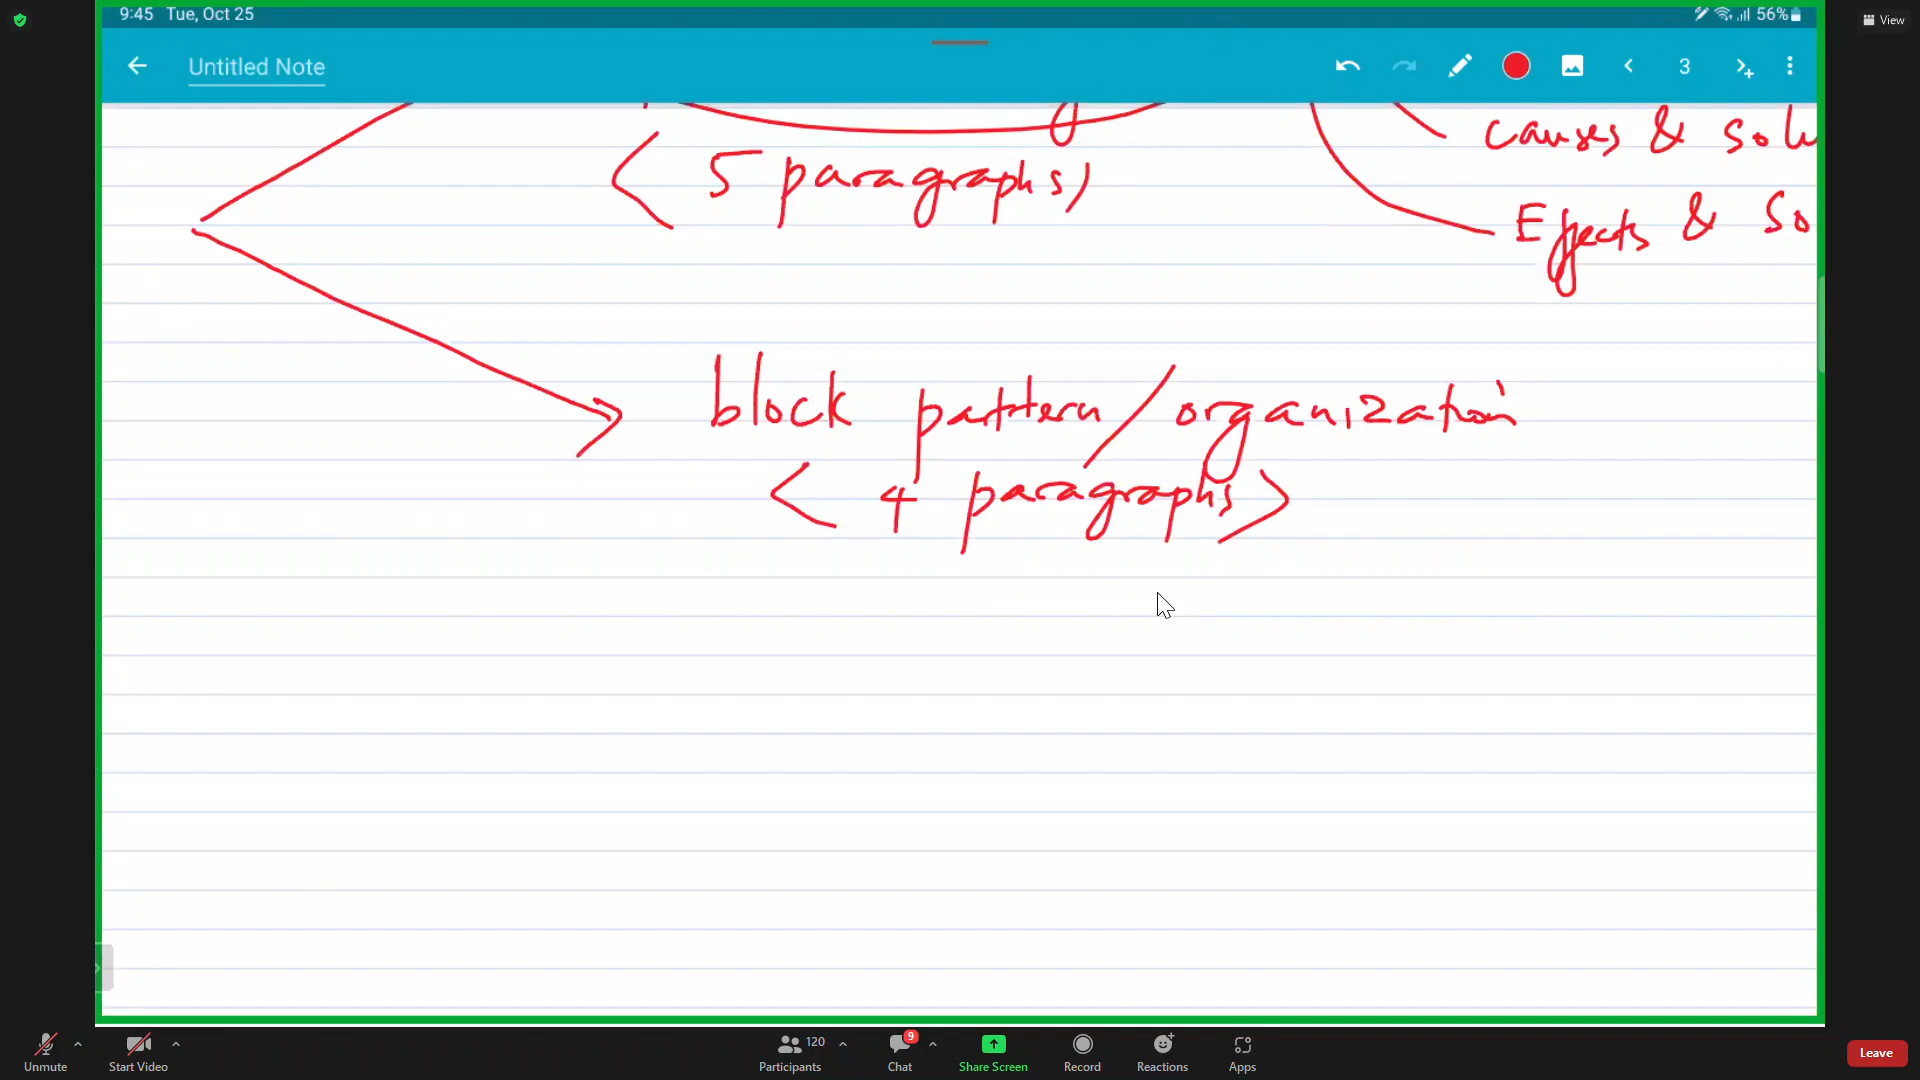 9:45 Tue, Oct 25 56%
View
Untitled Note 3
causes & solu
5 paragraphs)
Effects & So
block pattern/organization
< 4 paragraphs>
120 9
Unmute Start Video Participants Chat Share Screen Record Reactions Apps Leave